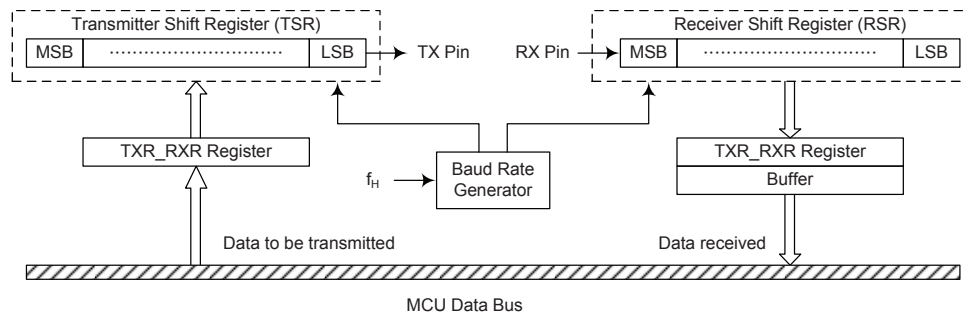 Transmitter Shift Register (TSR)
MSB ................................ LSB
TX Pin
RX Pin
Receiver Shift Register (RSR)
MSB ................................ LSB
TXR_RXR Register
fH
Baud Rate
Generator
TXR_RXR Register
Buffer
Data to be transmitted
Data received
MCU Data Bus